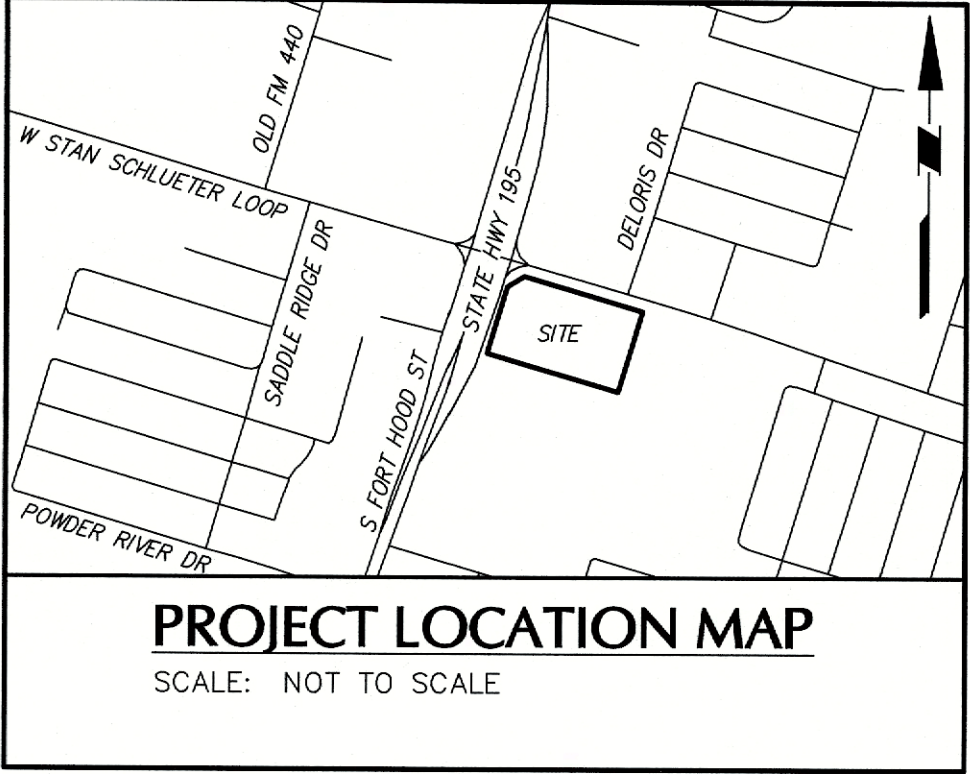 OLD FM 440
W STAN SCHLUETER LOOP
STATE HWY 195
DELORIS DR
SADDLE RIDGE DR
SITE
S FORT HOOD ST
POWDER RIVER DR
N
PROJECT LOCATION MAP
SCALE: NOT TO SCALE